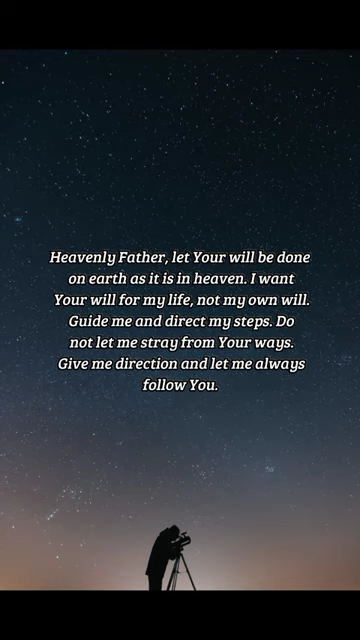 Heavenly Father, let Your will be done
on earth as it is in heaven. I want
Your will for my life, not my own will.
Guide me and direct my steps. Do
not let me stray from Your ways.
Give me direction and let me always
follow You.